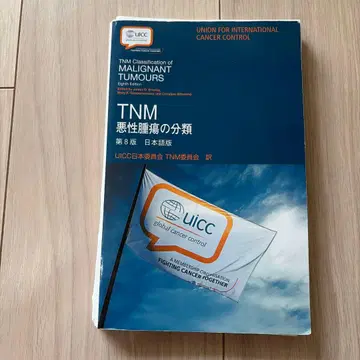 uicc
UNION FOR INTERNATIONAL
CANCER CONTROL
TNM Classification of
MALIGNANT
TUMOURS
Eighth Edition
TNM
悪性腫瘍の分類
第8版 日本語版
UICC日本委員会 TNM委員会 訳
uicc
global cancer control
A MEMBERSHIP ORGANISATION
FIGHTING CANCER TOGETHER